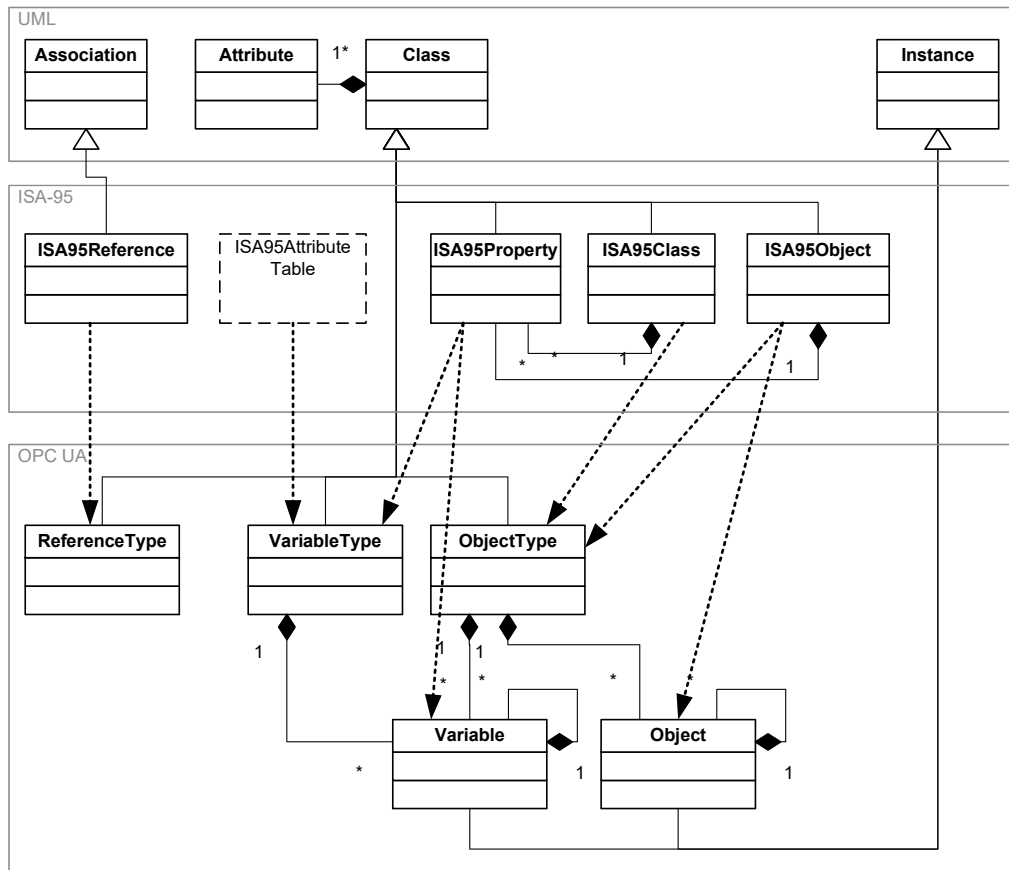 UML
Association
Attribute
1*
Class
Instance
ISA-95
ISA95Reference
ISA95Attribute
Table
ISA95Property
ISA95Class
ISA95Object
*
*
1
1
OPC UA
ReferenceType
VariableType
ObjectType
1
1
1
*
*
*
*
Variable
Object
*
1
1